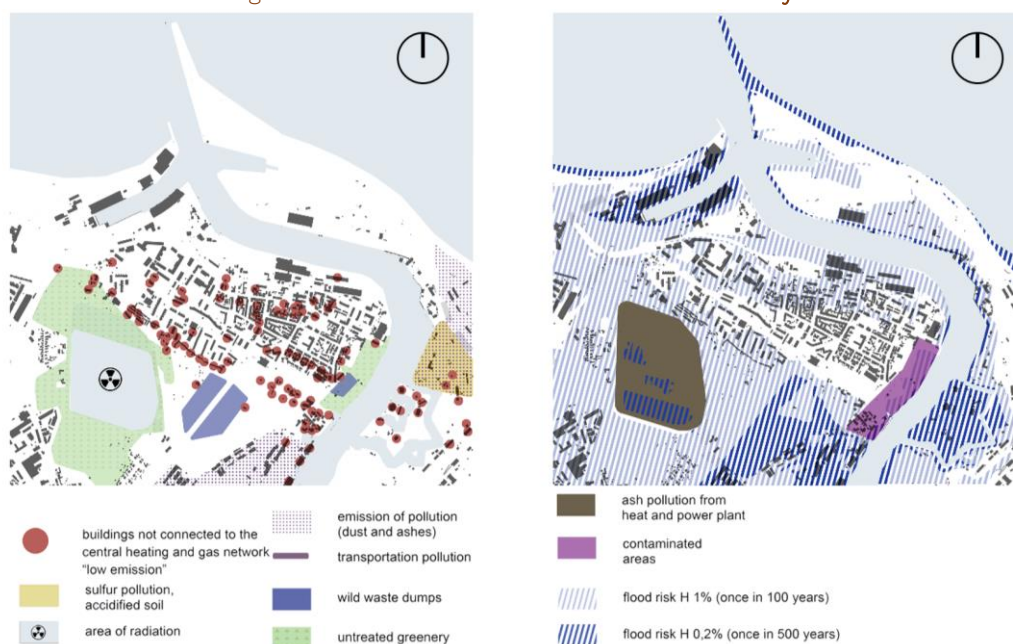 buildings not connected to the
central heating and gas network
"low emission"
sulfur pollution,
accidified soil
area of radiation
emission of pollution
(dust and ashes)
transportation pollution
wild waste dumps
untreated greenery
ash pollution from
heat and power plant
contaminated
areas
flood risk H 1% (once in 100 years)
flood risk H 0,2% (once in 500 years)